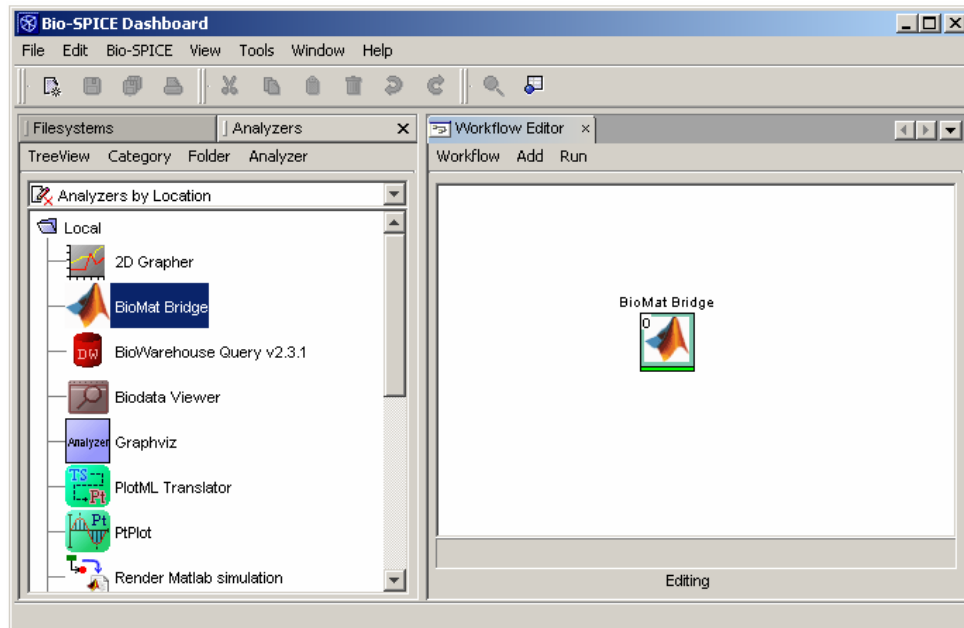 Bio-SPICE Dashboard
File Edit Bio-SPICE View Tools Window Help
Filesystems
Analyzers
TreeView Category Folder Analyzer
Analyzers by Location
Local
2D Grapher
BioMat Bridge
DW
BioWarehouse Query v2.3.1
Biodata Viewer
Analyzer
Graphviz
TS
Pt
PlotML Translator
Pt
PtPlot
Render Matlab simulation
Workflow Editor
Workflow Add Run
BioMat Bridge
0
Editing